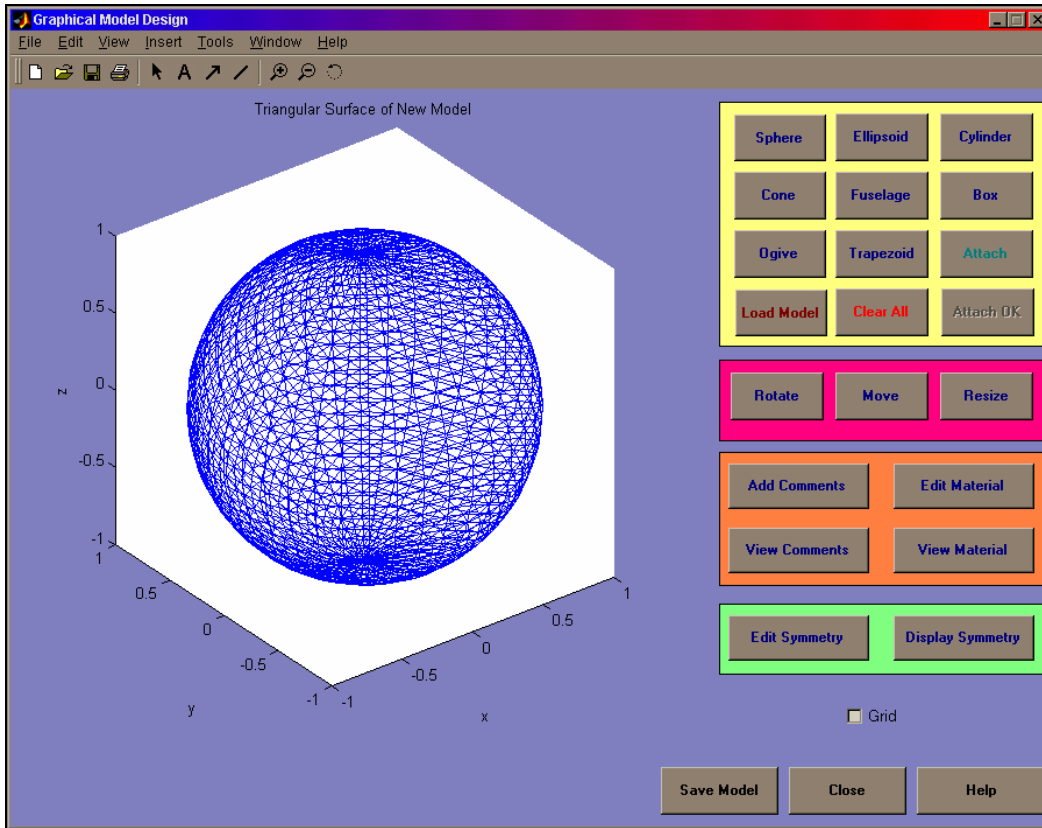 Graphical Model Design
File Edit View Insert Tools Window Help
A
Triangular Surface of New Model
Sphere Ellipsoid Cylinder
Cone Fuselage Box
Ogive Trapezoid Attach
Load Model Clear All Attach OK
Rotate Move Resize
Add Comments Edit Material
View Comments View Material
Edit Symmetry Display Symmetry
Grid
Save Model Close Help
1
0.5
0
-0.5
-1
z
1
0.5
0
-0.5
-1
y
-1
-0.5
0
0.5
1
x